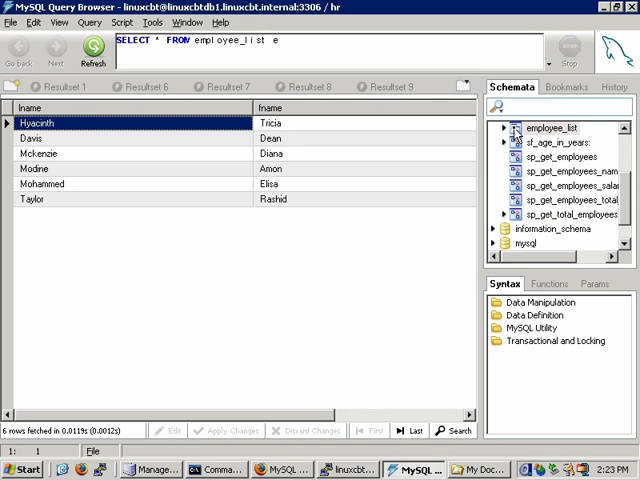 MySQL Query Browser - linuxcbt@linuxcbtdb1.linuxcbt.internal:3306 / hr
File Edit View Query Script Tools Window Help
SELECT * FROM employee_list e
Go back Next Refresh Stop
Resultset 1 Resultset 6 Resultset 7 Resultset 8 Resultset 9
lname fname
Hyacinth Tricia
Davis Dean
Mckenzie Diana
Modine Amon
Mohammed Elisa
Taylor Rashid
6 rows fetched in 0.0119s (0.0012s) Edit Apply Changes Discard Changes First Last Search
1: 1 File
Schemata Bookmarks History
employee_list
sf_age_in_years:
sp_get_employees
sp_get_employees_nam
sp_get_employees_salar
sp_get_employees_total_
sp_get_total_employees
information_schema
mysql
Syntax Functions Params
Data Manipulation
Data Definition
MySQL Utility
Transactional and Locking
Start Manage... Comma... MySQL ... linuxcbt... MySQL ... My Doc... 2:23 PM